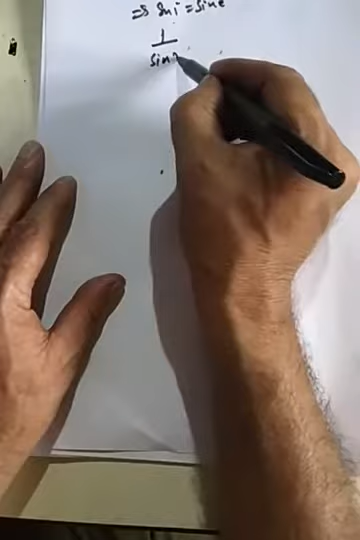 ⇒ sin i = sin e
1
sin i